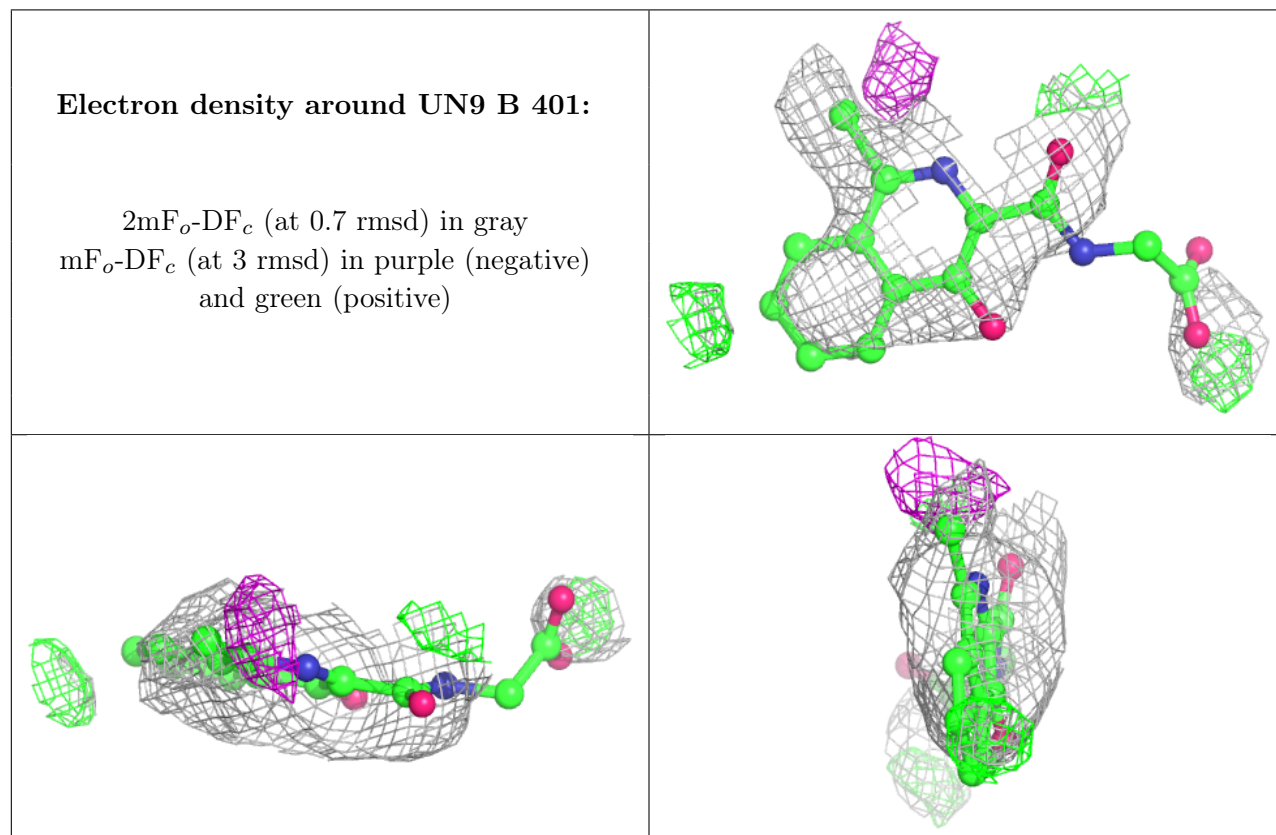 Electron density around UN9 B 401:
2mFo-DFc (at 0.7 rmsd) in gray
mFo-DFc (at 3 rmsd) in purple (negative)
and green (positive)